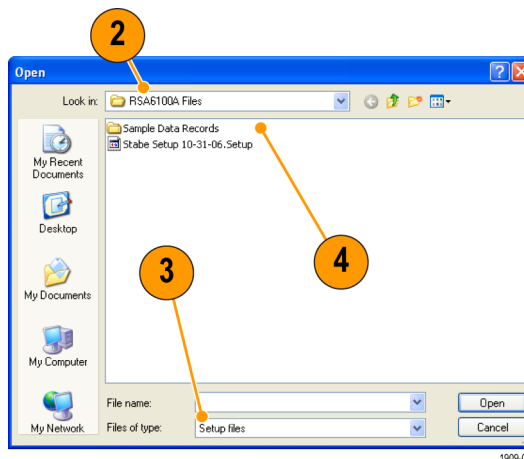 2
Open
Look in: RSA6100A Files
Sample Data Records
Stabe Setup 10-31-06.Setup
My Recent
Documents
Desktop
My Documents
My Computer
My Network
3
4
File name:
Open
Files of type: Setup files
Cancel